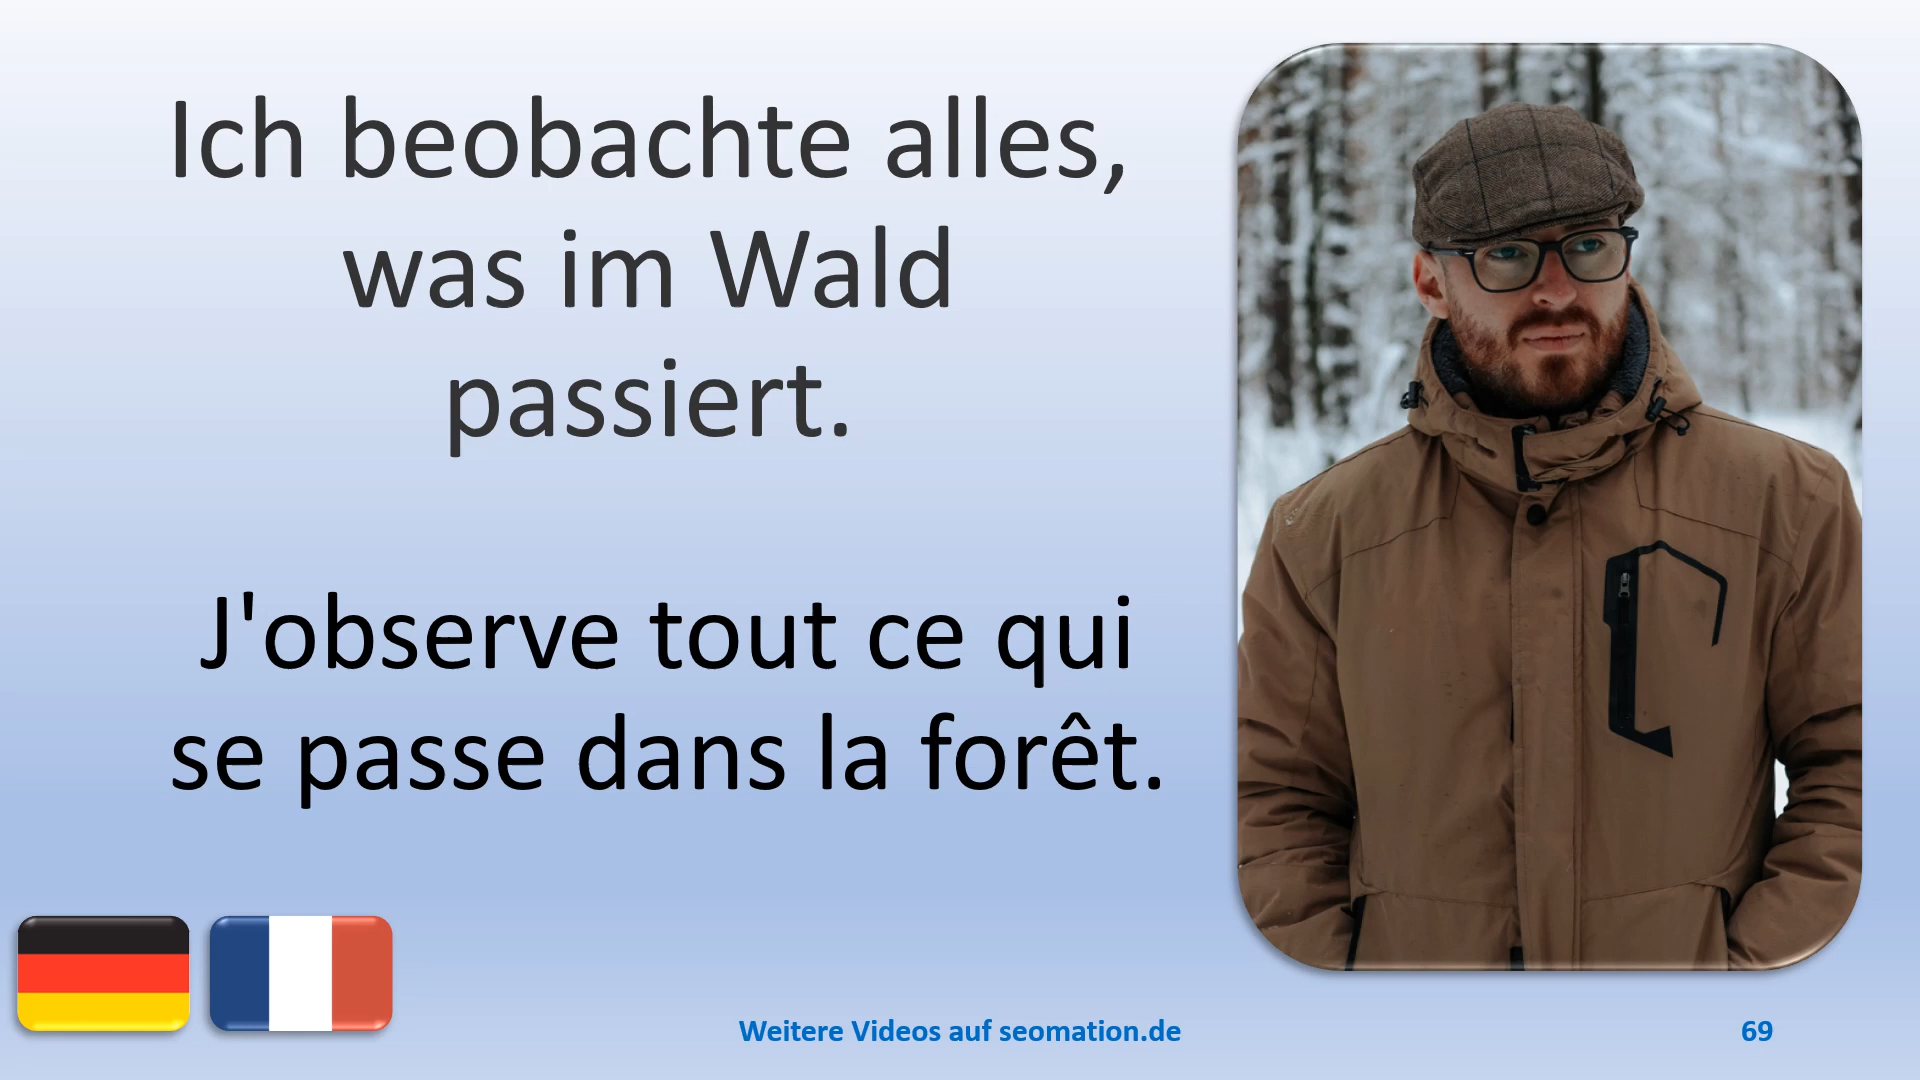 Ich beobachte alles,
was im Wald
passiert.
J'observe tout ce qui
se passe dans la forêt.
Weitere Videos auf seomation.de
69